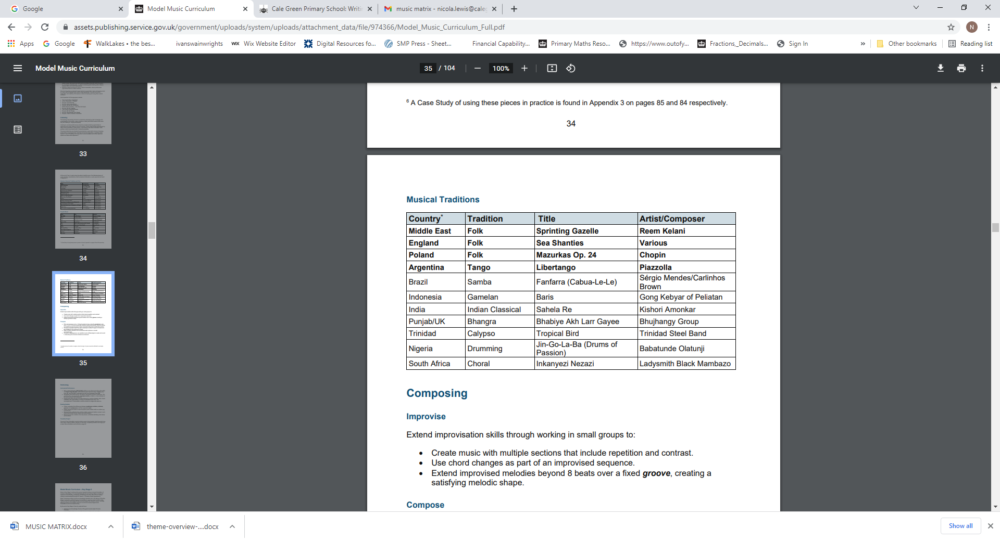 Google
Model Music Curriculum
Cale Green Primary School: Writi
music matrix - nicola.lewis@caleg
assets.publishing.service.gov.uk/government/uploads/system/uploads/attachment_data/file/974366/Model_Music_Curriculum_Full.pdf
N
Apps
Google
WalkLakes • the bes...
ivanswainwrights
WIX Wix Website Editor
Digital Resources fo...
SMP Press - Sheet...
Financial Capability...
Primary Maths Reso...
https://www.outofy...
Fractions,_Decimals...
Sign In
»
Other bookmarks
Reading list
Model Music Curriculum
35 / 104
100%
33
34
35
36
6 A Case Study of using these pieces in practice is found in Appendix 3 on pages 85 and 84 respectively.
34
Musical Traditions
Country* Tradition Title Artist/Composer
Middle East Folk Sprinting Gazelle Reem Kelani
England Folk Sea Shanties Various
Poland Folk Mazurkas Op. 24 Chopin
Argentina Tango Libertango Piazzolla
Brazil Samba Fanfarra (Cabua-Le-Le) Sérgio Mendes/Carlinhos
Brown
Indonesia Gamelan Baris Gong Kebyar of Peliatan
India Indian Classical Sahela Re Kishori Amonkar
Punjab/UK Bhangra Bhabiye Akh Larr Gayee Bhujhangy Group
Trinidad Calypso Tropical Bird Trinidad Steel Band
Nigeria Drumming Jin-Go-La-Ba (Drums of
Passion) Babatunde Olatunji
South Africa Choral Inkanyezi Nezazi Ladysmith Black Mambazo
Composing
Improvise
Extend improvisation skills through working in small groups to:
• Create music with multiple sections that include repetition and contrast.
• Use chord changes as part of an improvised sequence.
• Extend improvised melodies beyond 8 beats over a fixed groove, creating a
satisfying melodic shape.
Compose
MUSIC MATRIX.docx
theme-overview-....docx
Show all